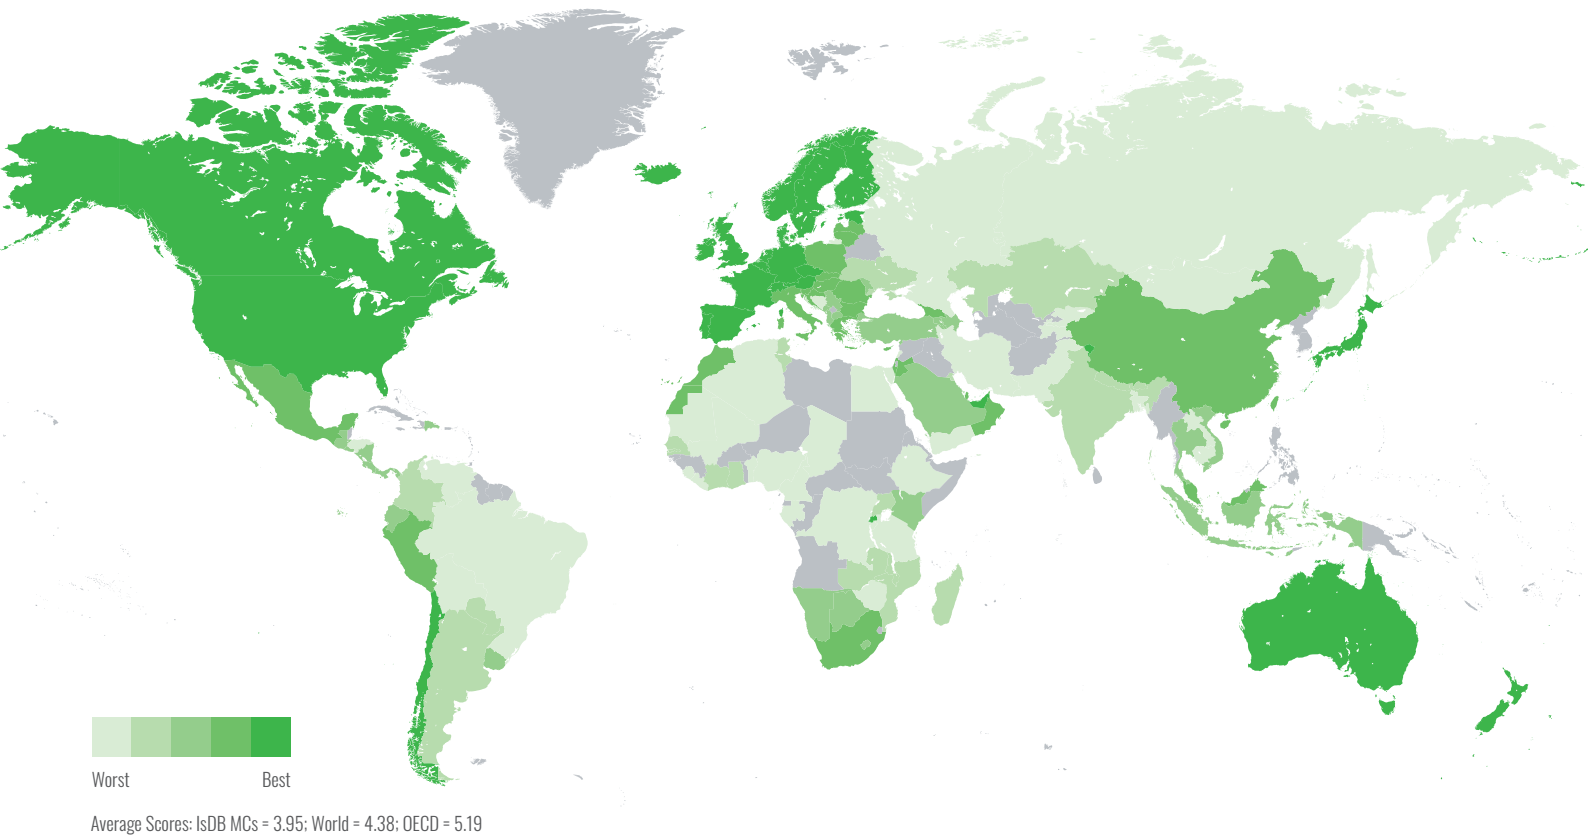 Worst Best
Average Scores: IsDB MCs = 3.95; World = 4.38; OECD = 5.19